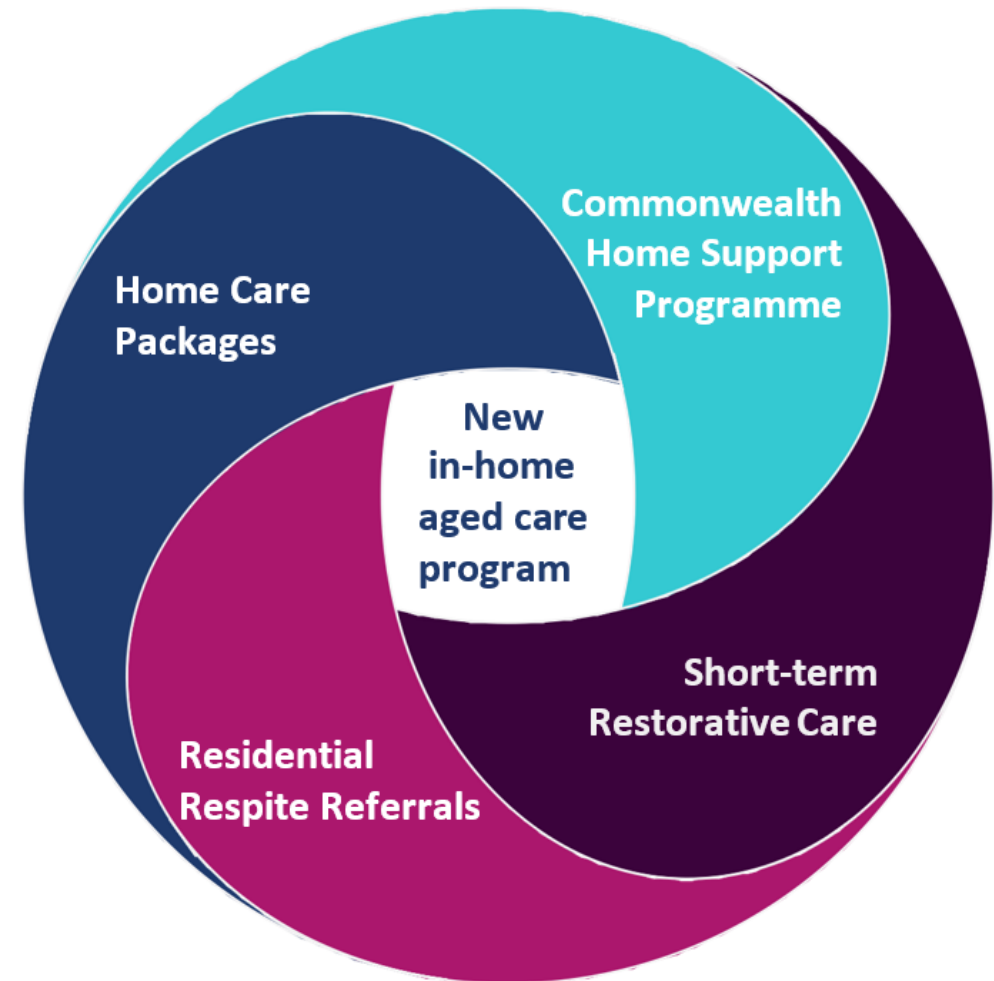 Commonwealth
Home Support
Programme
Home Care
Packages
New
in-home
aged care
program
Short-term
Restorative Care
Residential
Respite Referrals